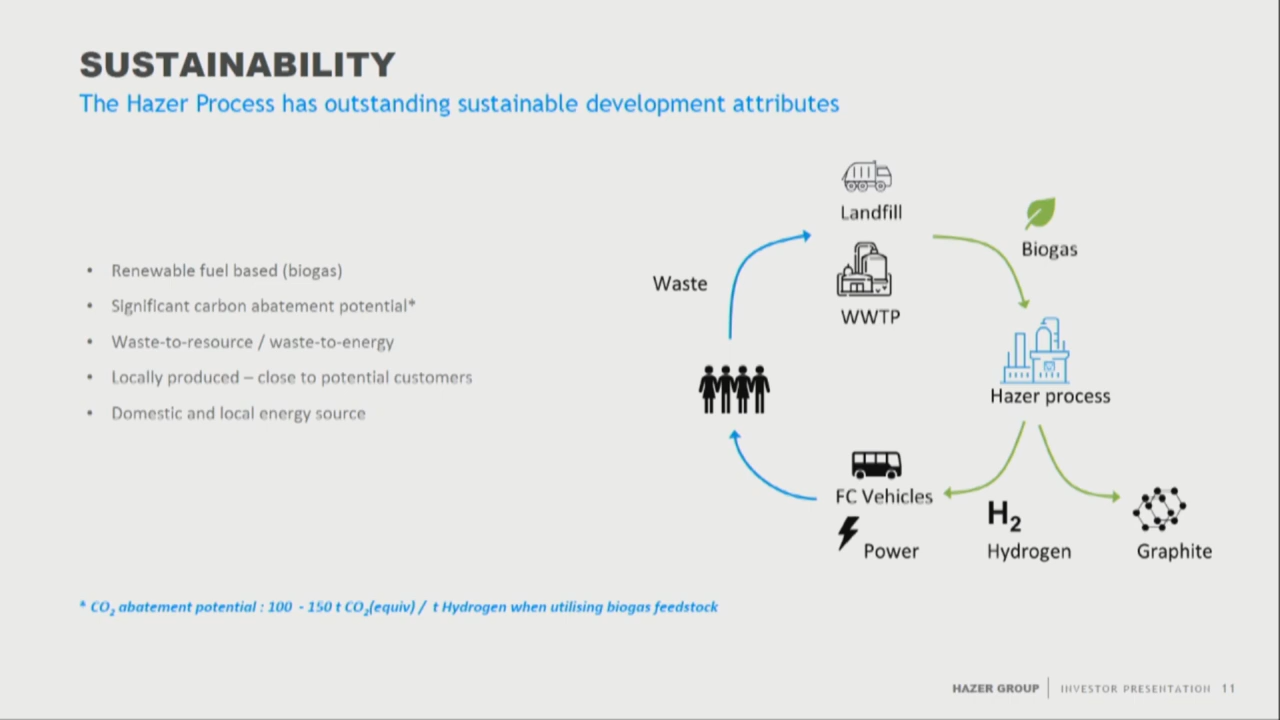 SUSTAINABILITY
The Hazer Process has outstanding sustainable development attributes
• Renewable fuel based (biogas)
• Significant carbon abatement potential*
• Waste-to-resource / waste-to-energy
• Locally produced – close to potential customers
• Domestic and local energy source
Landfill
Biogas
Waste
WWTP
Hazer process
FC Vehicles
H₂
Power
Hydrogen
Graphite
* CO₂ abatement potential : 100 - 150 t CO₂(equiv) / t Hydrogen when utilising biogas feedstock
HAZER GROUP | INVESTOR PRESENTATION 11